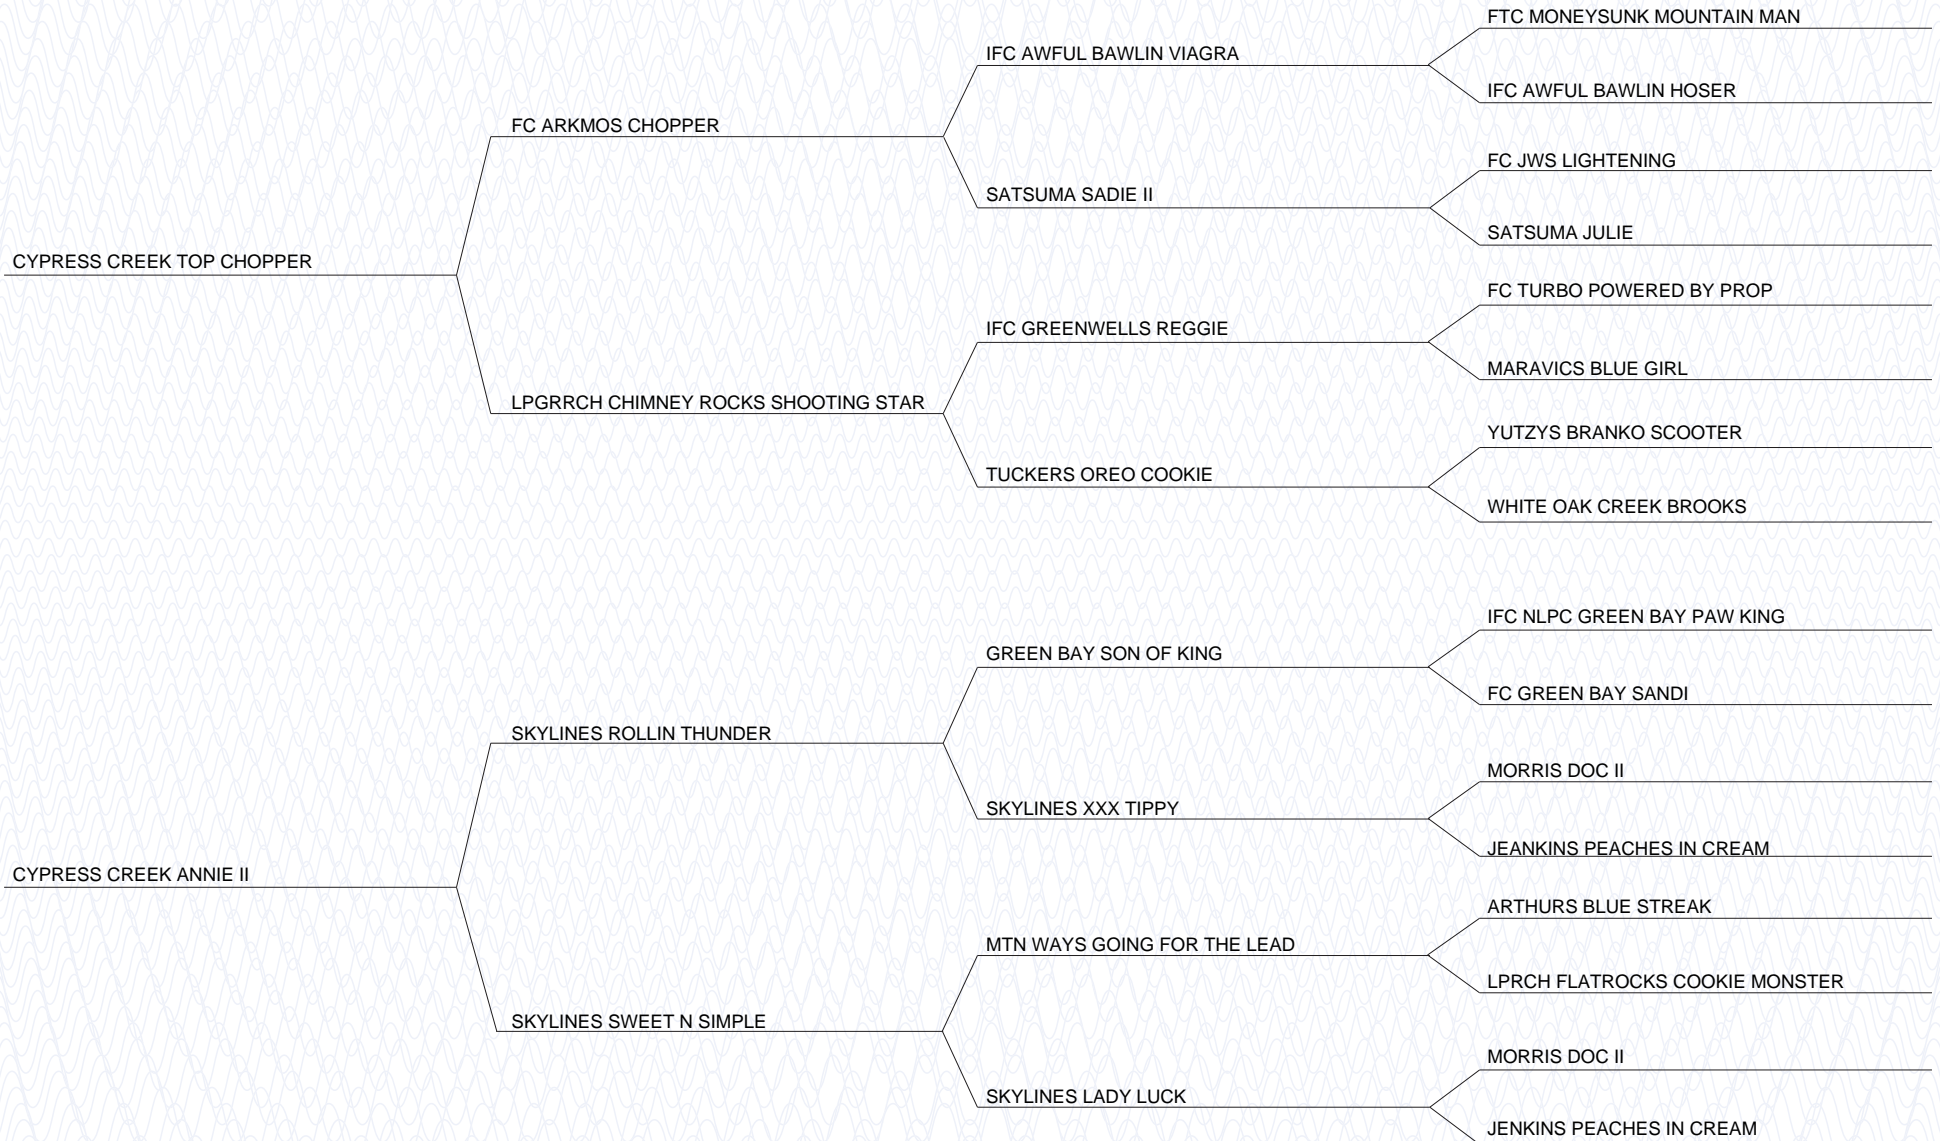 FTC MONEYSUNK MOUNTAIN MAN
IFC AWFUL BAWLIN VIAGRA
IFC AWFUL BAWLIN HOSER
FC ARKMOS CHOPPER
FC JWS LIGHTENING
SATSUMA SADIE II
SATSUMA JULIE
CYPRESS CREEK TOP CHOPPER
FC TURBO POWERED BY PROP
IFC GREENWELLS REGGIE
MARAVICS BLUE GIRL
LPGRRCH CHIMNEY ROCKS SHOOTING STAR
YUTZYS BRANKO SCOOTER
TUCKERS OREO COOKIE
WHITE OAK CREEK BROOKS
IFC NLPC GREEN BAY PAW KING
GREEN BAY SON OF KING
FC GREEN BAY SANDI
SKYLINES ROLLIN THUNDER
MORRIS DOC II
SKYLINES XXX TIPPY
JEANKINS PEACHES IN CREAM
CYPRESS CREEK ANNIE II
ARTHURS BLUE STREAK
MTN WAYS GOING FOR THE LEAD
LPRCH FLATROCKS COOKIE MONSTER
SKYLINES SWEET N SIMPLE
MORRIS DOC II
SKYLINES LADY LUCK
JENKINS PEACHES IN CREAM